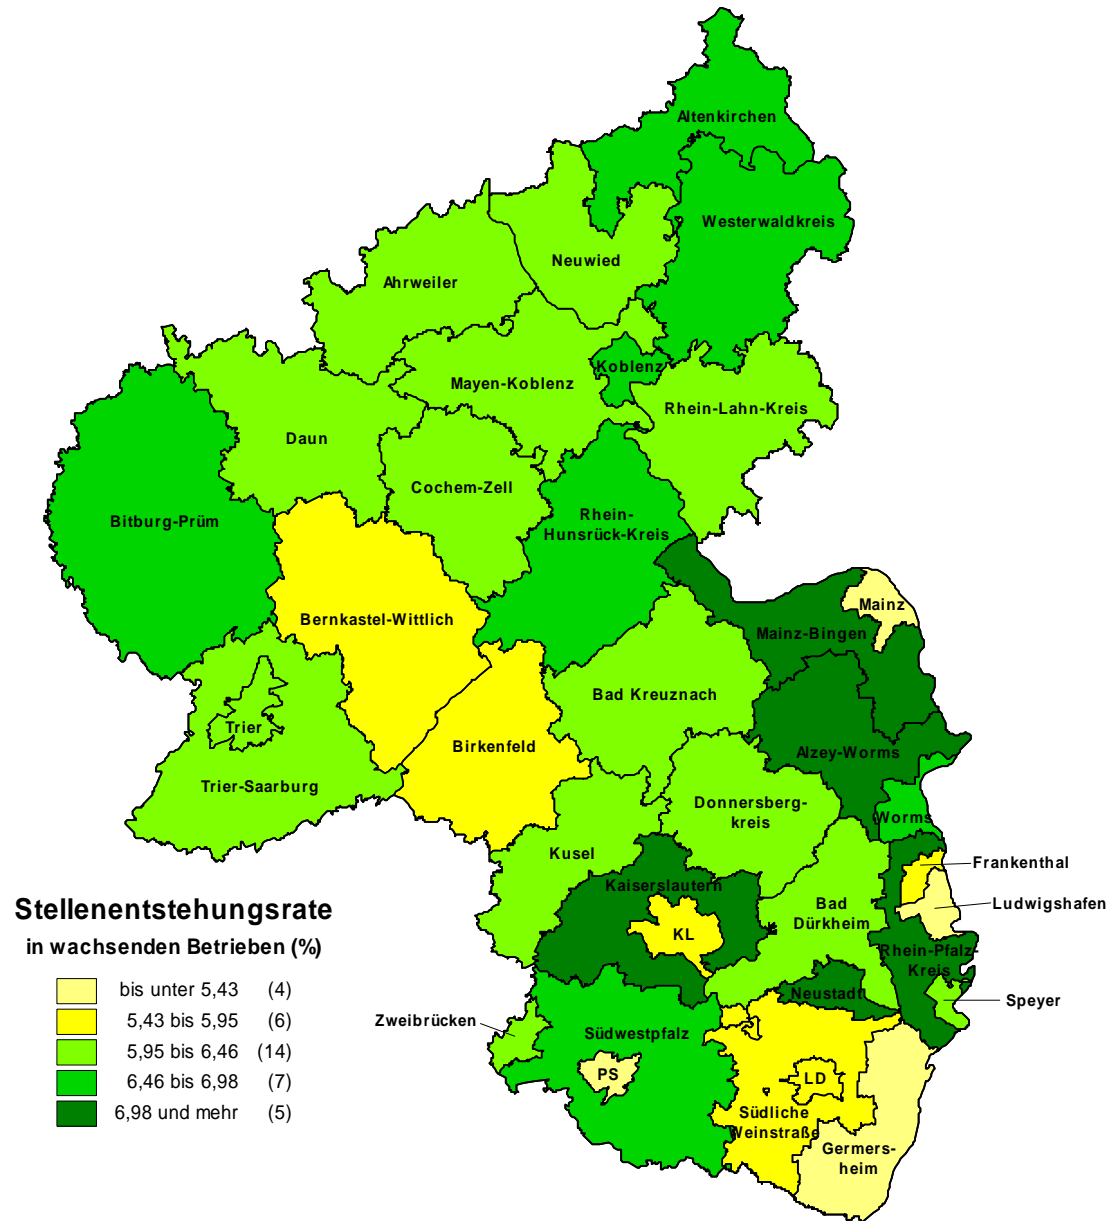 Altenkirchen
Westerwaldkreis
Neuwied
Ahrweiler
Koblenz
Mayen-Koblenz
Rhein-Lahn-Kreis
Daun
Cochem-Zell
Bitburg-Prüm
Rhein-
Hunsrück-Kreis
Mainz
Bernkastel-Wittlich
Mainz-Bingen
Bad Kreuznach
Trier
Birkenfeld
Alzey-Worms
Trier-Saarburg
Donnersberg-
kreis
Worms
Kusel
Frankenthal
Kaiserslautern
Ludwigshafen
Bad
Dürkheim
KL
Rhein-Pfalz-
Kreis
Neustadt
Speyer
Zweibrücken
Südwestpfalz
PS
LD
Südliche
Weinstraße
Germers-
heim
Stellenentstehungsrate
in wachsenden Betrieben (%)
bis unter 5,43 (4)
5,43 bis 5,95 (6)
5,95 bis 6,46 (14)
6,46 bis 6,98 (7)
6,98 und mehr (5)